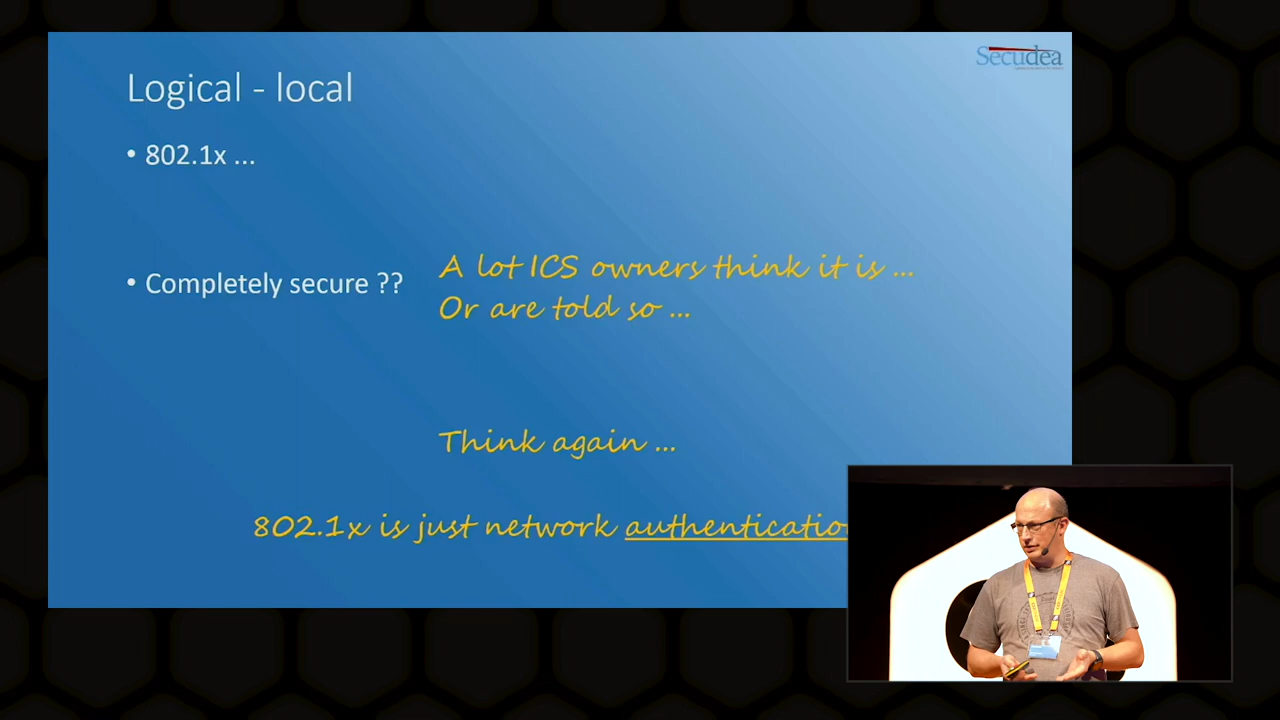 Secudea
Logical - local
• 802.1x ...
• Completely secure ??
A lot ICS owners think it is ...
Or are told so ...
Think again ...
802.1x is just network authenticatio